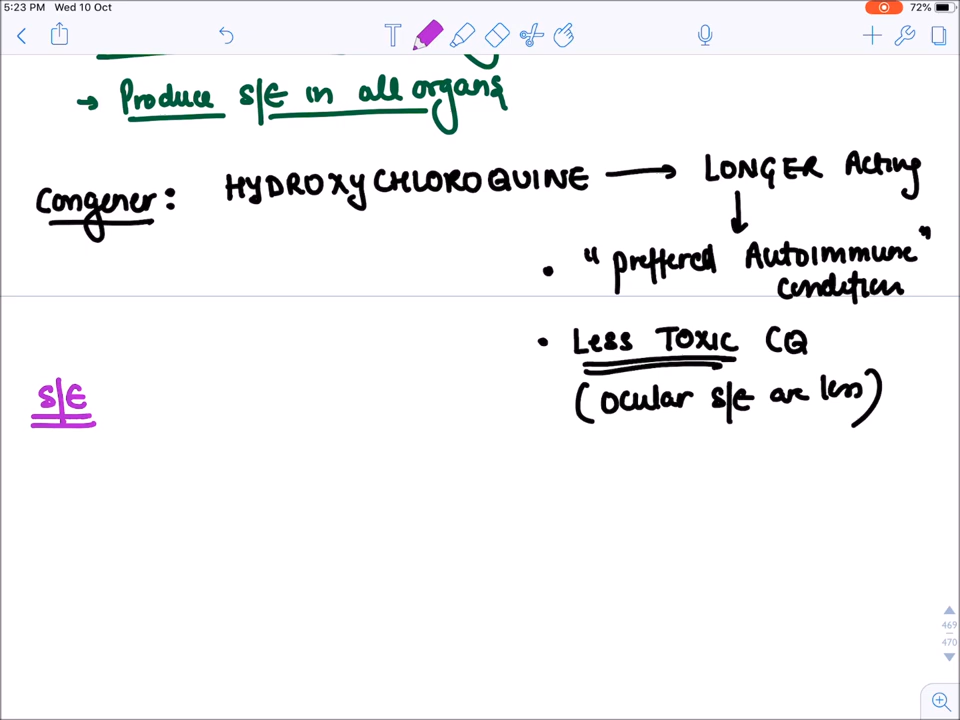 5:23 PM Wed 10 Oct
72%
T
→ Produce S/E in all organs
Congener: HYDROXYCHLOROQUINE → LONGER Acting
↓
• "preffered Autoimmune"
condition
• Less TOXIC CQ
(ocular S/E are less)
S/E
469
470